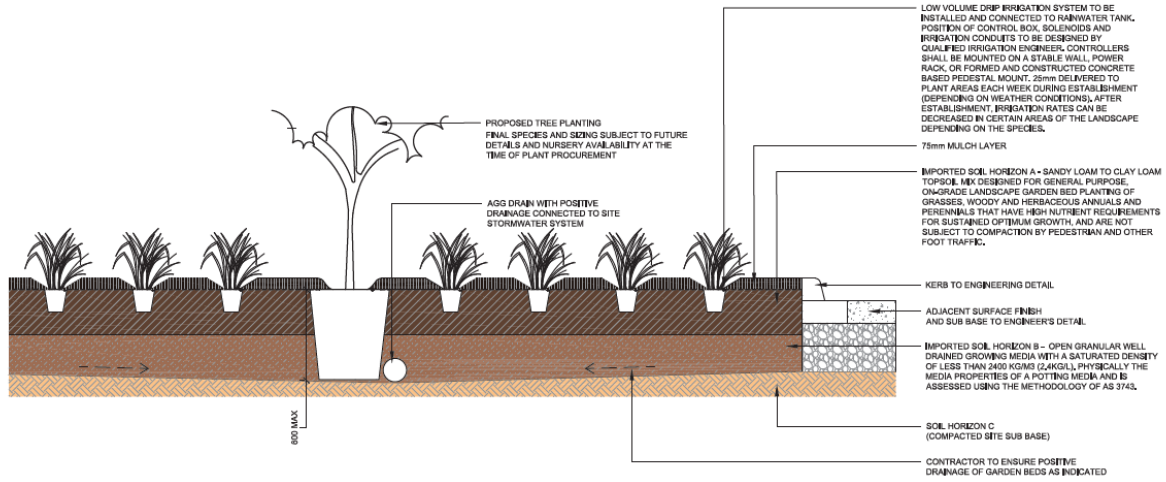 LOW VOLUME DRIP IRRIGATION SYSTEM TO BE
INSTALLED AND CONNECTED TO RAINWATER TANK.
POSITION OF CONTROL BOX, SOLENOIDS AND
IRRIGATION CONDUITS TO BE DESIGNED BY
QUALIFIED IRRIGATION ENGINEER. CONTROLLERS
SHALL BE MOUNTED ON A STABLE WALL, POWER
RACK, OR FORMED AND CONSTRUCTED CONCRETE
BASED PEDESTAL MOUNT. 25mm DELIVERED TO
PLANT AREAS EACH WEEK DURING ESTABLISHMENT
(DEPENDING ON WEATHER CONDITIONS). AFTER
ESTABLISHMENT, IRRIGATION RATES CAN BE
DECREASED IN CERTAIN AREAS OF THE LANDSCAPE
DEPENDING ON THE SPECIES.
PROPOSED TREE PLANTING
FINAL SPECIES AND SIZING SUBJECT TO FUTURE
DETAILS AND NURSERY AVAILABILITY AT THE
TIME OF PLANT PROCUREMENT
75mm MULCH LAYER
IMPORTED SOIL HORIZON A - SANDY LOAM TO CLAY LOAM
TOPSOIL MIX DESIGNED FOR GENERAL PURPOSE,
ON-GRADE LANDSCAPE GARDEN BED PLANTING OF
GRASSES, WOODY AND HERBACEOUS ANNUALS AND
PERENNIALS THAT HAVE HIGH NUTRIENT REQUIREMENTS
FOR SUSTAINED OPTIMUM GROWTH, AND ARE NOT
SUBJECT TO COMPACTION BY PEDESTRIAN AND OTHER
FOOT TRAFFIC.
AGG DRAIN WITH POSITIVE
DRAINAGE CONNECTED TO SITE
STORMWATER SYSTEM
KERB TO ENGINEERING DETAIL
ADJACENT SURFACE FINISH
AND SUB BASE TO ENGINEER'S DETAIL
IMPORTED SOIL HORIZON B - OPEN GRANULAR WELL
DRAINED GROWING MEDIA WITH A SATURATED DENSITY
OF LESS THAN 2400 KG/M3 (2,4KG/L). PHYSICALLY THE
MEDIA PROPERTIES OF A POTTING MEDIA AND IS
ASSESSED USING THE METHODOLOGY OF AS 3743.
600 MAX
SOIL HORIZON C
(COMPACTED SITE SUB BASE)
CONTRACTOR TO ENSURE POSITIVE
DRAINAGE OF GARDEN BEDS AS INDICATED